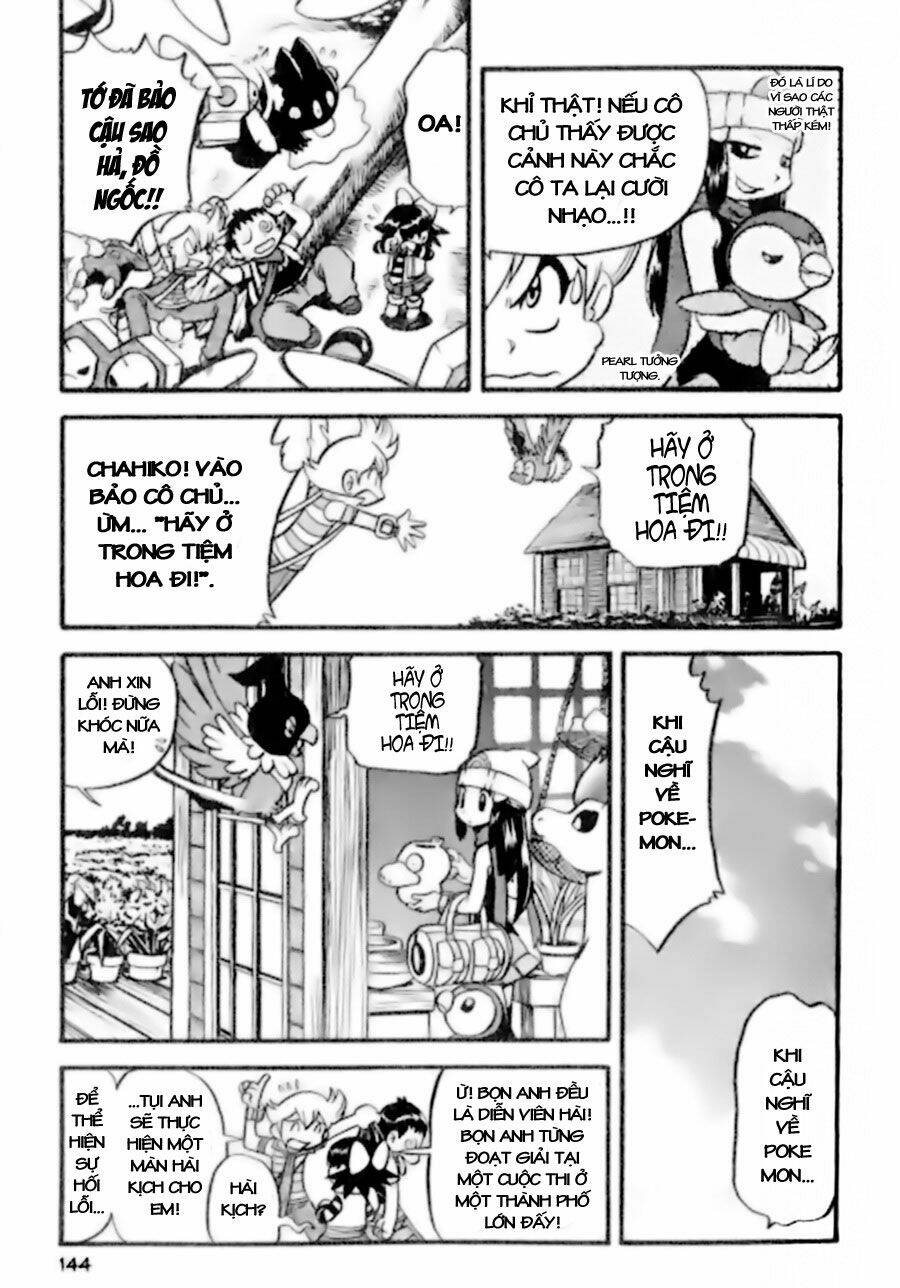 ĐÓ LÀ LÍ DO
VÌ SAO CÁC
NGƯỜI THẬT
THẤP KÉM!
KHỈ THẬT! NẾU CÔ
CHỦ THẤY ĐƯỢC
CẢNH NÀY CHẮC
CÔ TA LẠI CƯỜI
NHẠO...!!
PEARL TƯỞNG
TƯỢNG.
OA!
TỚ ĐÃ BẢO
CẬU SAO
HẢ, ĐỒ
NGỐC!!
HÃY Ở
TRONG
TIỆM
HOA ĐI!!
CHAHIKO! VÀO
BẢO CÔ CHỦ...
ỪM... "HÃY Ở
TRONG TIỆM
HOA ĐI!".
KHI
CẬU
NGHĨ
VỀ
POKE-
MON...
KHI
CẬU
NGHĨ
VỀ
POKE
MON...
HÃY Ở
TRONG
TIỆM
HOA ĐI!!
ANH XIN
LỖI! ĐỪNG
KHÓC NỮA
MÀ!
Ừ! BỌN ANH ĐỀU
LÀ DIỄN VIÊN HÀI!
BỌN ANH TỪNG
ĐOẠT GIẢI TẠI
MỘT CUỘC THI Ở
MỘT THÀNH PHỐ
LỚN ĐẤY!
HÀI
KỊCH?
...TỤI ANH
SẼ THỰC
HIỆN MỘT
MÀN HÀI
KỊCH CHO
EM!
ĐỂ
THỂ
HIỆN
SỰ
HỐI
LỖI...
144